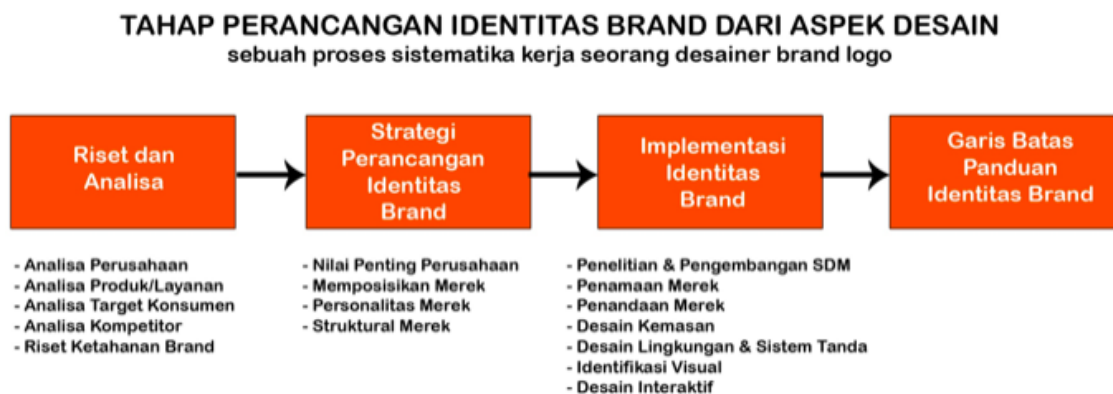 TAHAP PERANCANGAN IDENTITAS BRAND DARI ASPEK DESAIN
sebuah proses sistematika kerja seorang desainer brand logo
Riset dan
Analisa
- Analisa Perusahaan
- Analisa Produk/Layanan
- Analisa Target Konsumen
- Analisa Kompetitor
- Riset Ketahanan Brand
Strategi
Perancangan
Identitas
Brand
- Nilai Penting Perusahaan
- Memposisikan Merek
- Personalitas Merek
- Struktural Merek
Implementasi
Identitas
Brand
- Penelitian & Pengembangan SDM
- Penamaan Merek
- Penandaan Merek
- Desain Kemasan
- Desain Lingkungan & Sistem Tanda
- Identifikasi Visual
- Desain Interaktif
Garis Batas
Panduan
Identitas Brand